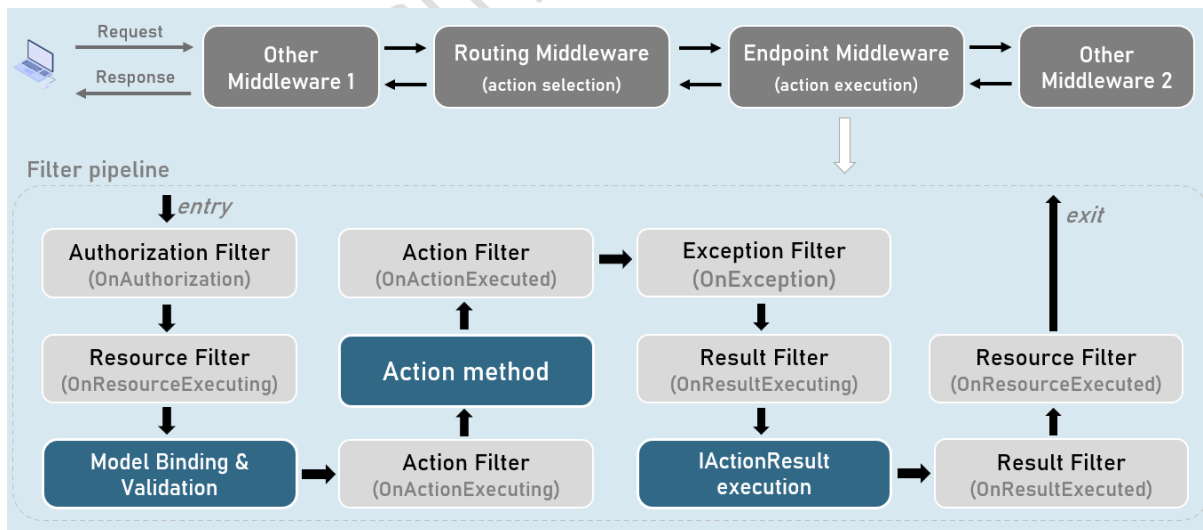 Request
Response
Other
Middleware 1
Routing Middleware
(action selection)
Endpoint Middleware
(action execution)
Other
Middleware 2
Filter pipeline
entry
exit
Authorization Filter
(OnAuthorization)
Action Filter
(OnActionExecuted)
Exception Filter
(OnException)
Resource Filter
(OnResourceExecuting)
Action method
Result Filter
(OnResultExecuting)
Resource Filter
(OnResourceExecuted)
Model Binding &
Validation
Action Filter
(OnActionExecuting)
IActionResult
execution
Result Filter
(OnResultExecuted)